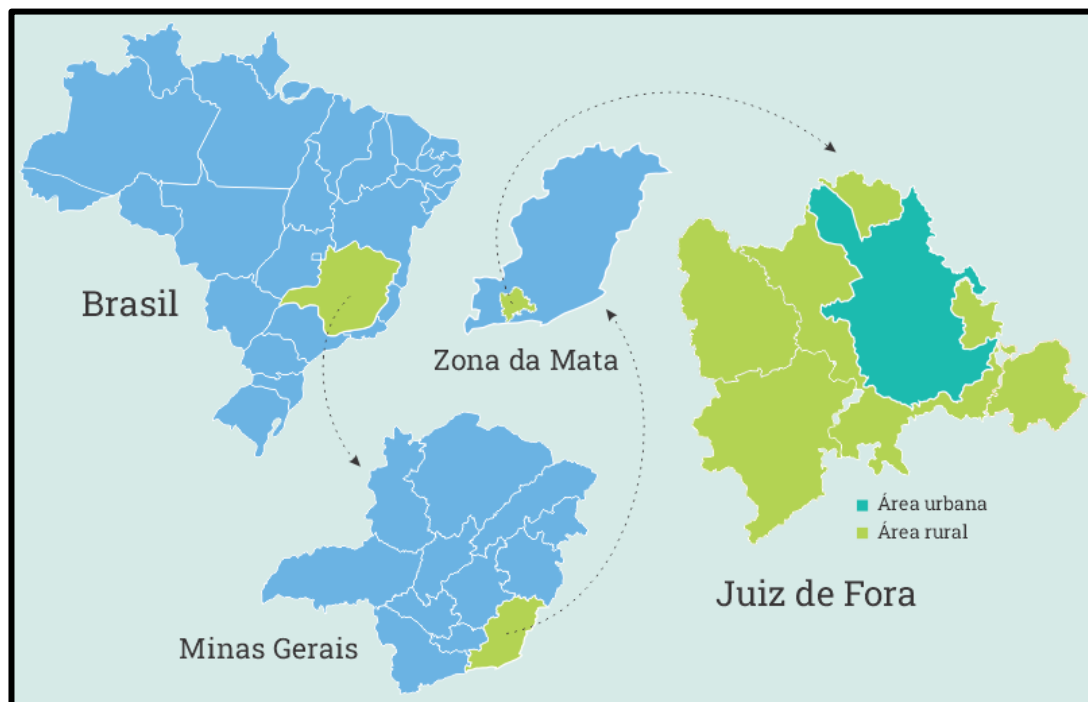 Brasil
Zona da Mata
Minas Gerais
Área urbana
Área rural
Juiz de Fora